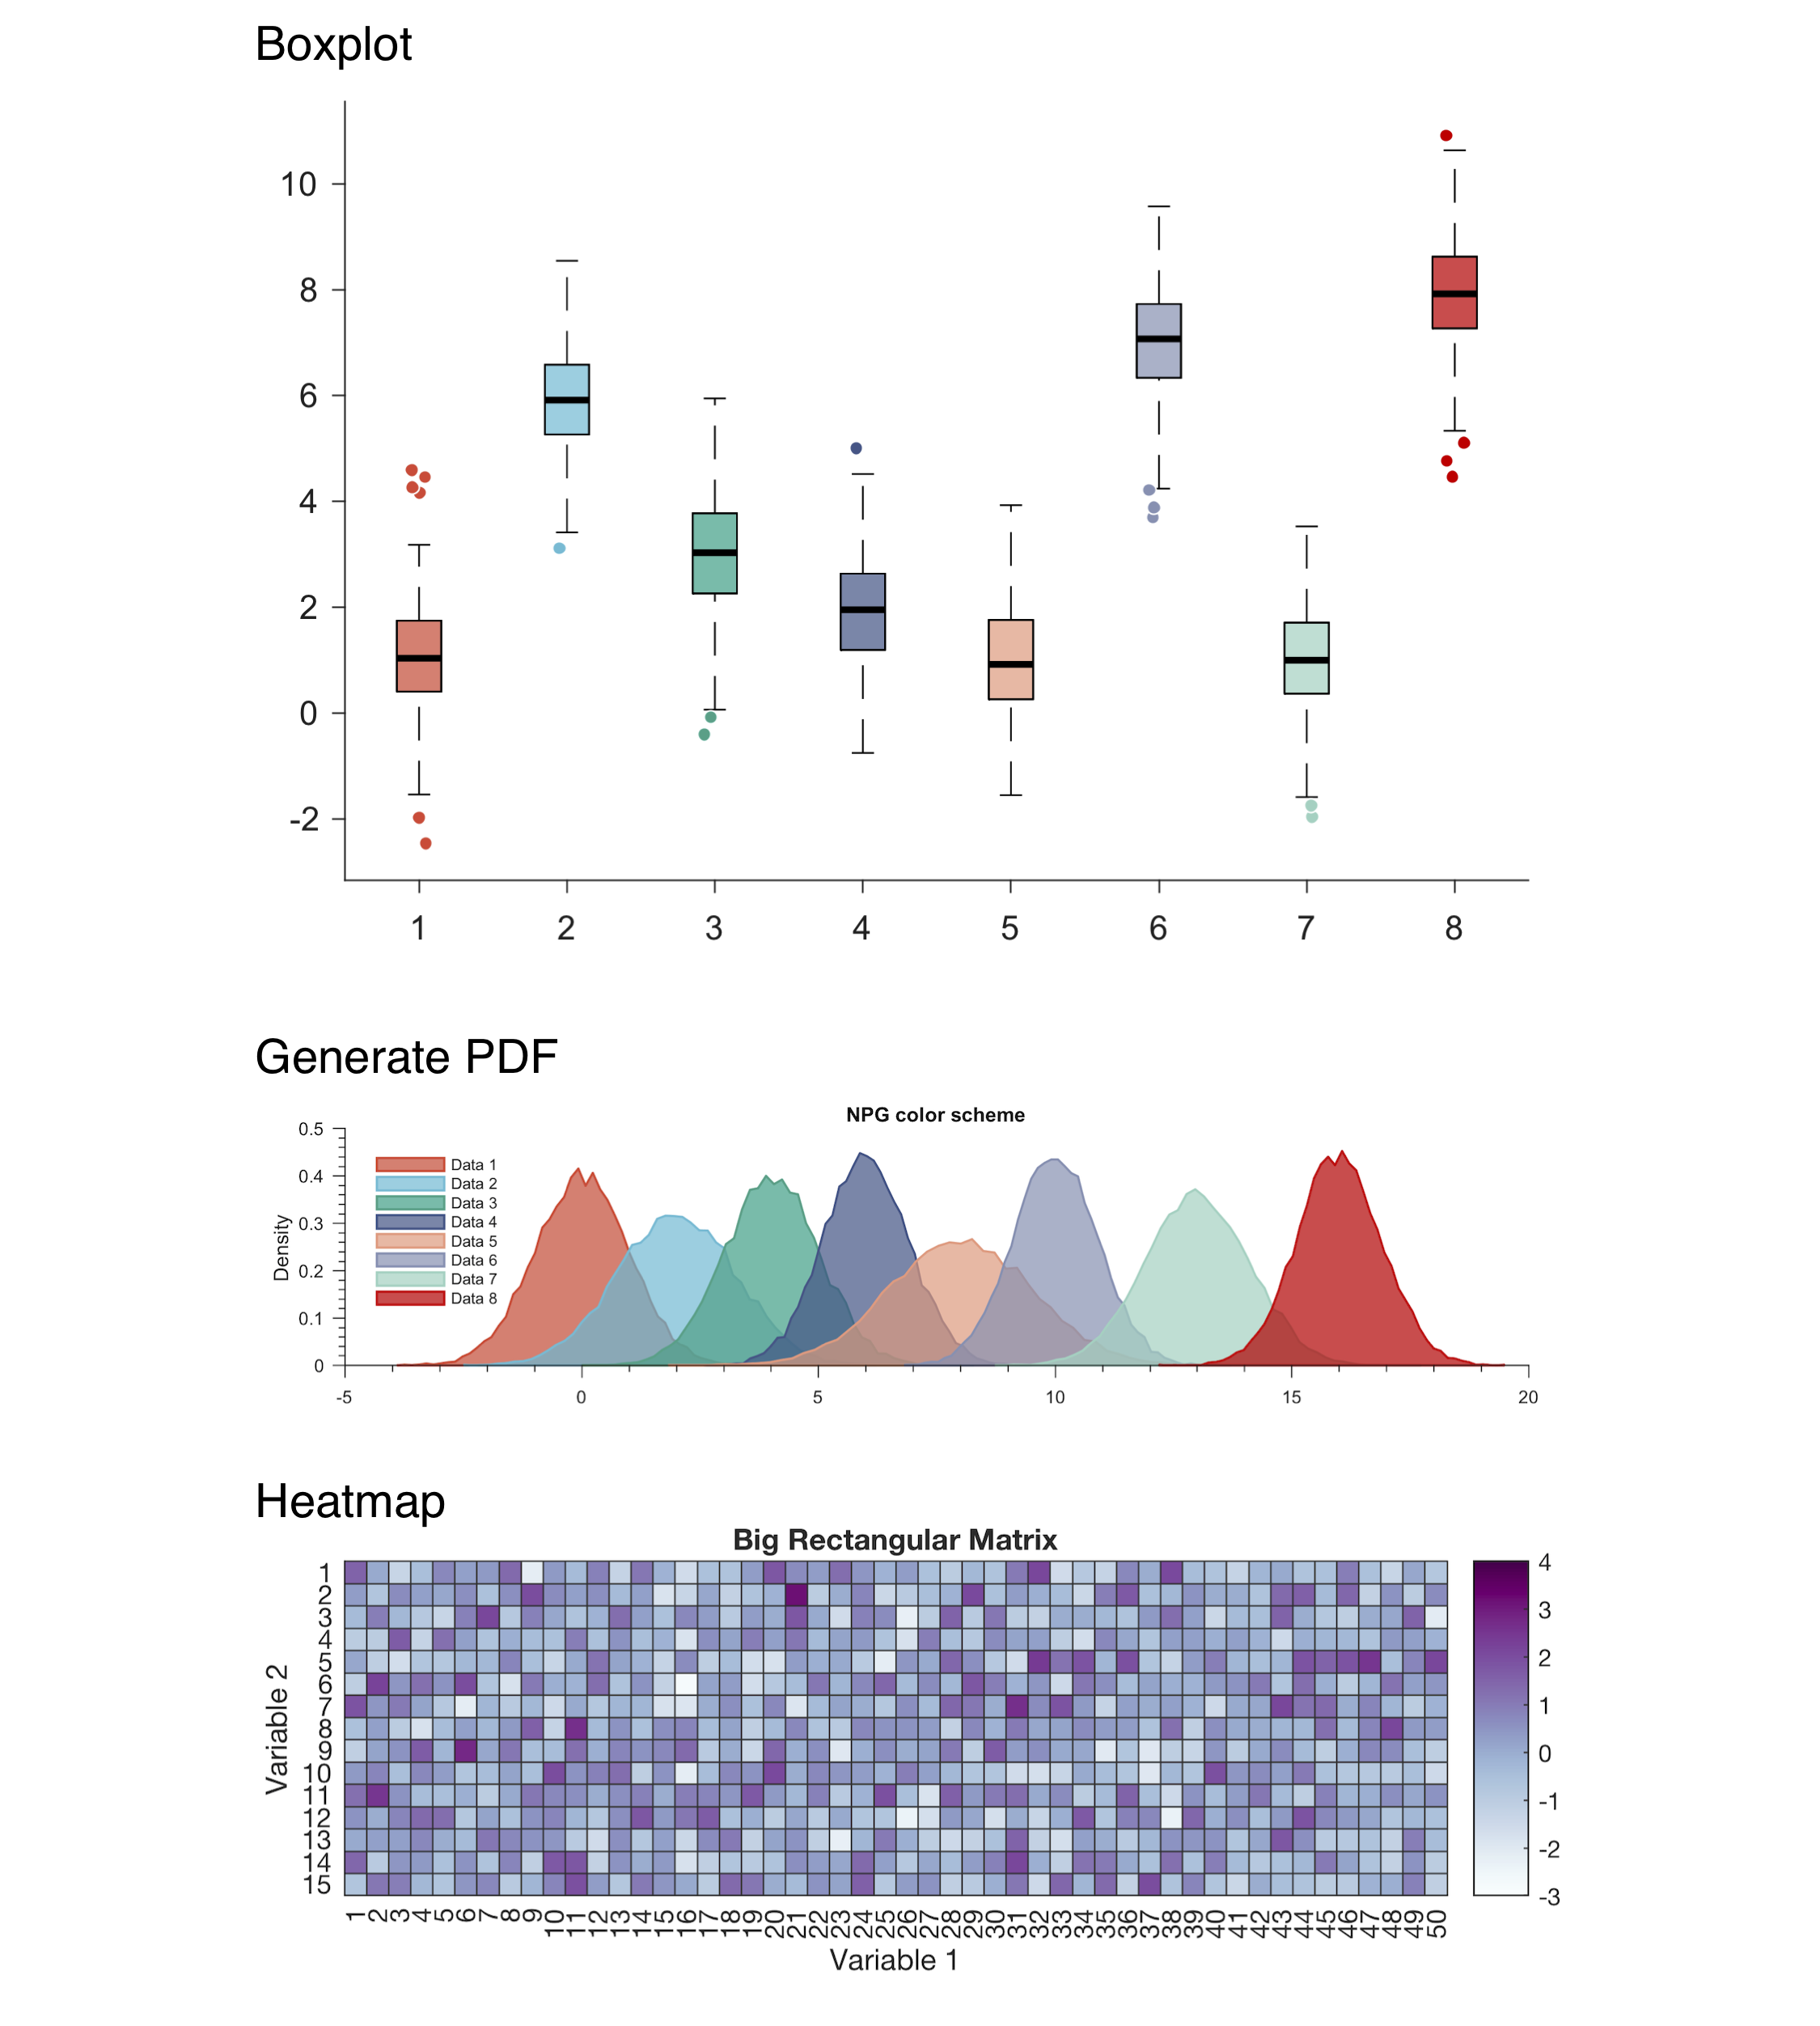 Boxplot
10
8
6
4
2
0
-2
1 2 3 4 5 6 7 8
Generate PDF
NPG color scheme
0.5
0.4
0.3
0.2
0.1
0
Density
Data 1
Data 2
Data 3
Data 4
Data 5
Data 6
Data 7
Data 8
-5 0 5 10 15 20
Heatmap
Big Rectangular Matrix
Variable 2
1
2
3
4
5
6
7
8
9
10
11
12
13
14
15
4
3
2
1
0
-1
-2
-3
1 2 3 4 5 6 7 8 9 10 11 12 13 14 15 16 17 18 19 20 21 22 23 24 25 26 27 28 29 30 31 32 33 34 35 36 37 38 39 40 41 42 43 44 45 46 47 48 49 50
Variable 1